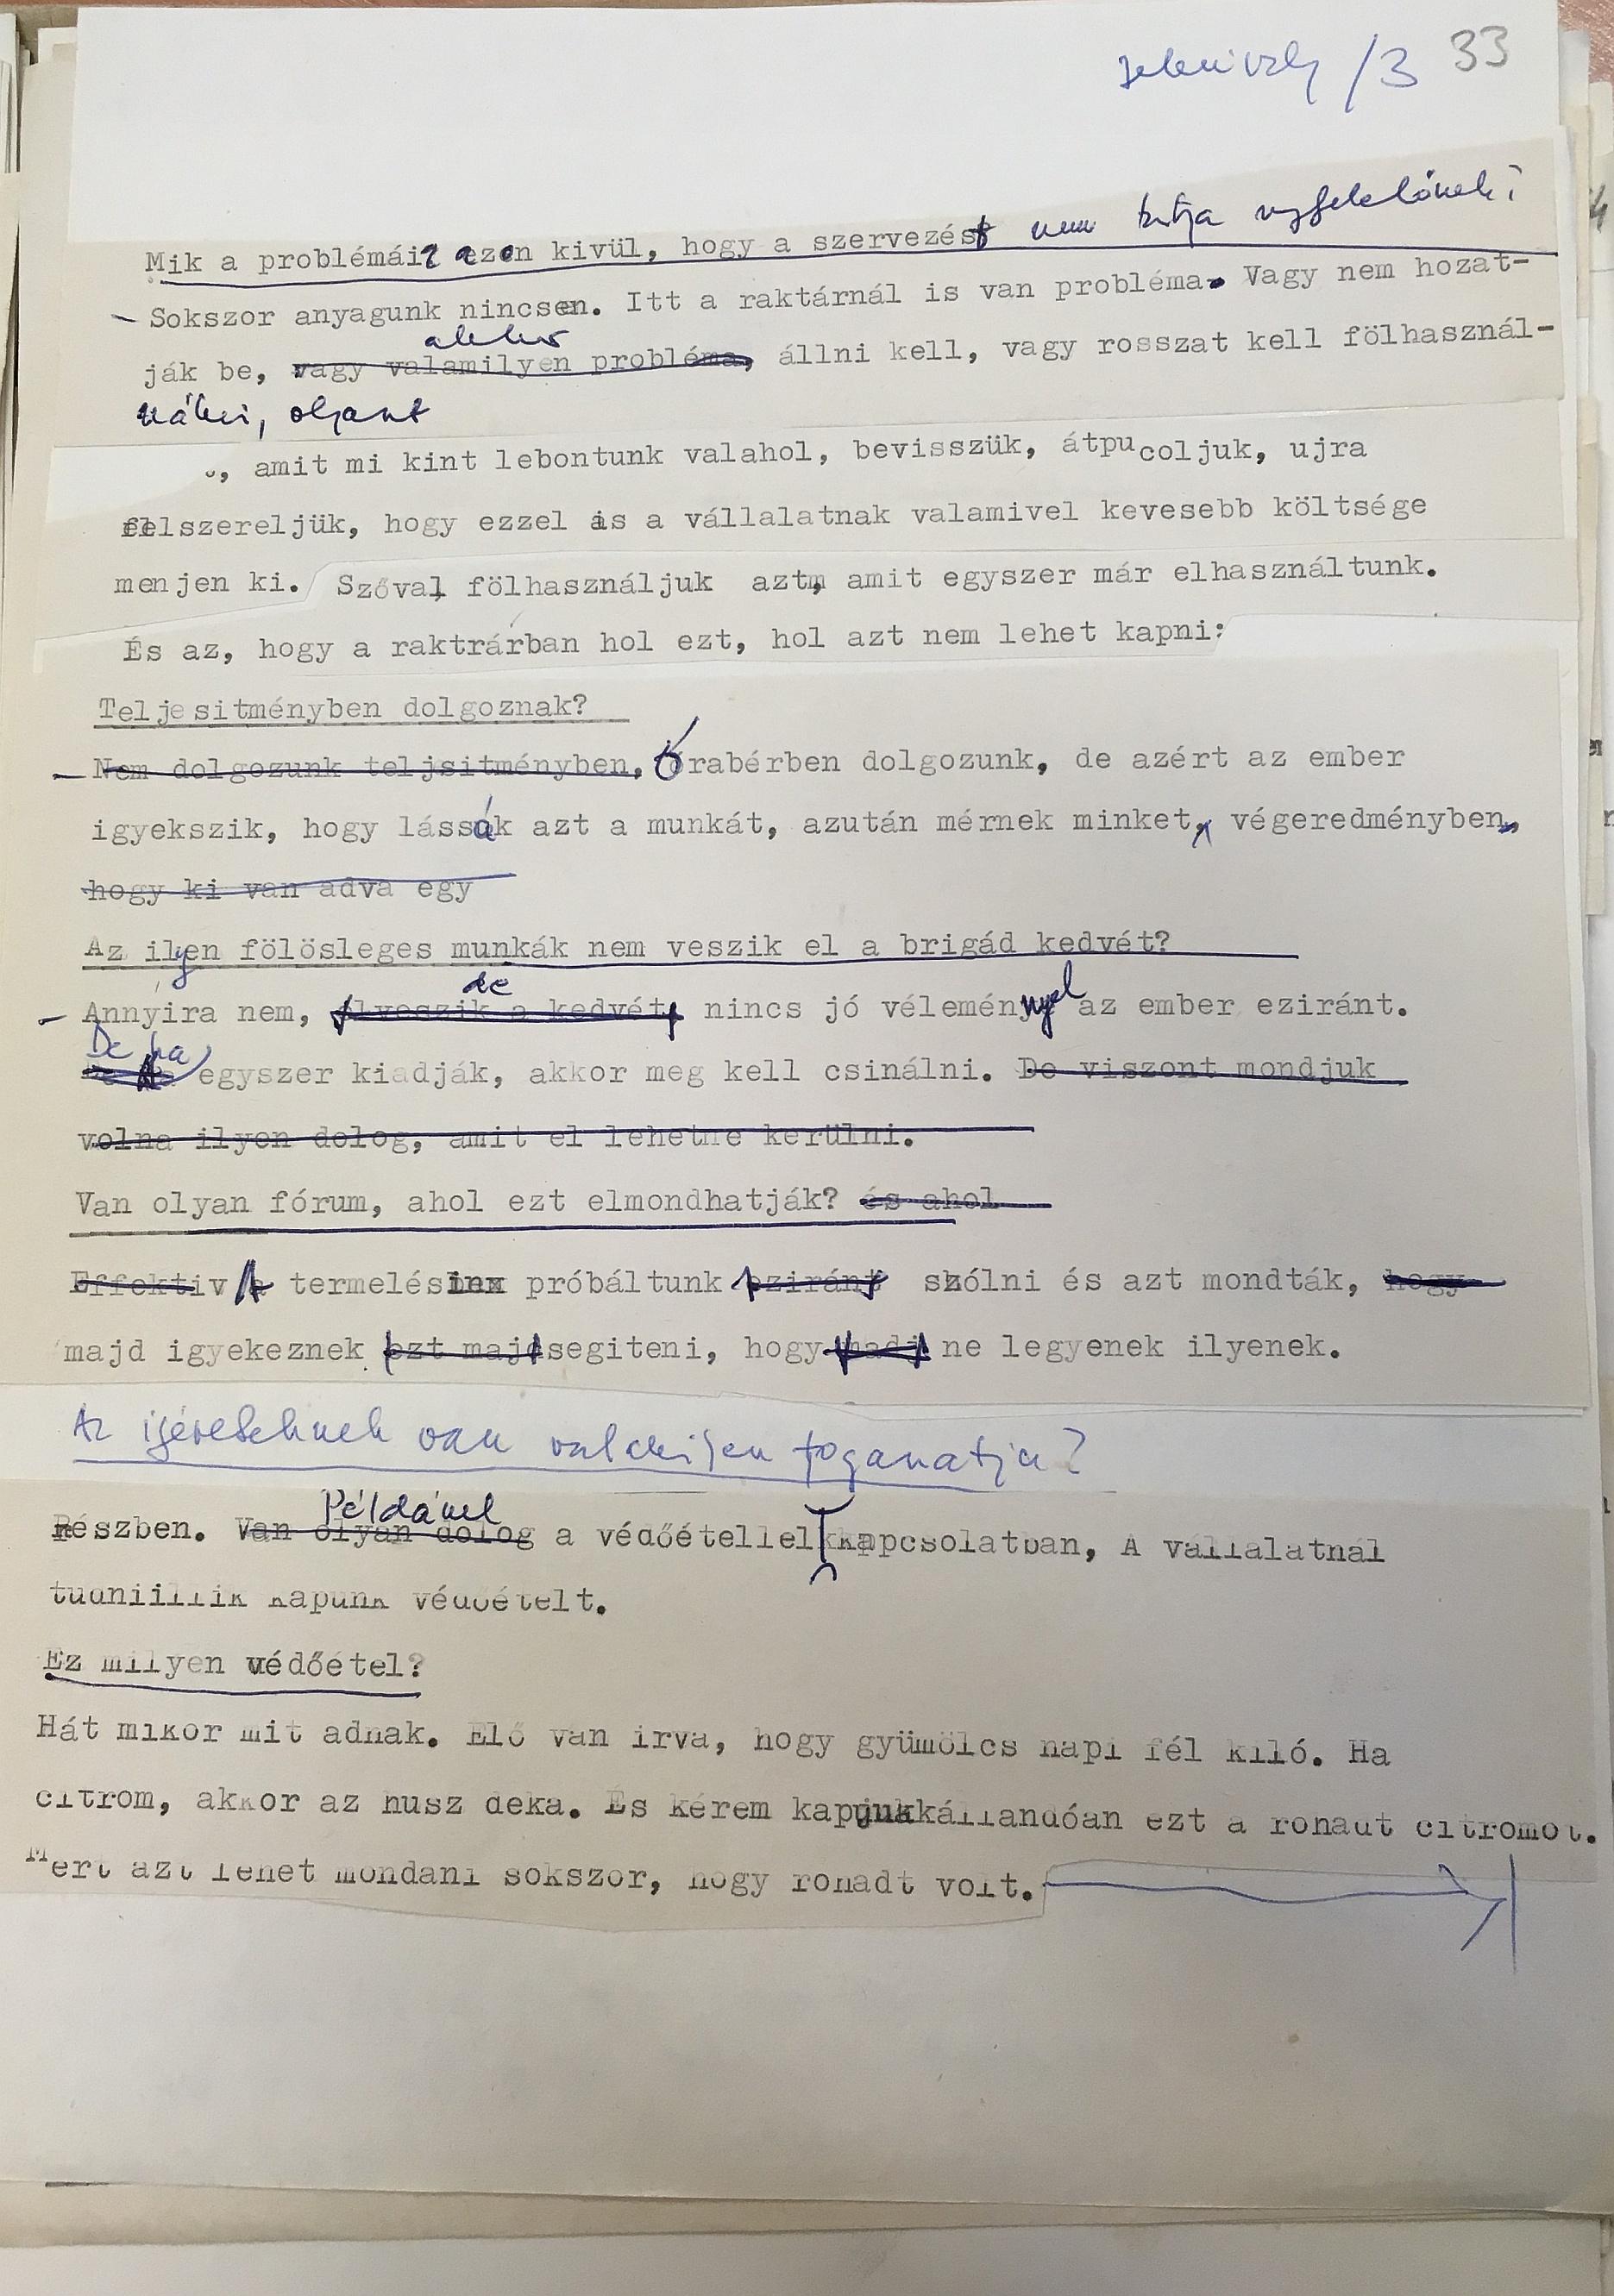 /3 33
Mik a problémái azon kivül, hogy a szervezést nem tartja megfelelőnek?
– Sokszor anyagunk nincsen. Itt a raktárnál is van probléma. Vagy nem hozat-
akkor
ják be, vagy valamilyen probléma, állni kell, vagy rosszat kell fölhasznál-
nálni, olyant
, amit mi kint lebontunk valahol, bevisszük, átpucoljuk, ujra
felszereljük, hogy ezzel is a vállalatnak valamivel kevesebb költsége
menjen ki. Szóval fölhasználjuk azt, amit egyszer már elhasználtunk.
És az, hogy a raktrárban hol ezt, hol azt nem lehet kapni:
Teljesitményben dolgoznak?
– Nem dolgozunk teljsitményben, Órabérben dolgozunk, de azért az ember
igyekszik, hogy lássák azt a munkát, azután mérnek minket, végeredményben,
hogy ki van adva egy
Az ilyen fölösleges munkák nem veszik el a brigád kedvét?
de
– Annyira nem, elveszik a kedvét, nincs jó véleménnyel az ember eziránt.
De ha egyszer kiadják, akkor meg kell csinálni. De viszont mondjuk
volna ilyen dolog, amit el lehetne kerülni.
Van olyan fórum, ahol ezt elmondhatják? és ahol
Effektiv a termelésinx próbáltunk eziránt szólni és azt mondták, hogy
majd igyekeznek ezt majd segiteni, hogy madj ne legyenek ilyenek.
Az igéreteknek van valamilyen foganatja?
Példáúl
Részben. Van olyan dolog a védőétellel kapcsolatban, A vállalatnál
tudniillik kapunk védőételt.
Ez milyen védőétel?
Hát mikor mit adnak. Elő van irva, hogy gyümölcs napi fél kiló. Ha
citrom, akkor az husz deka. És kérem kapjukkállandóan ezt a rohadt citromot.
Mert azt lehet mondani sokszor, hogy rohadt volt.